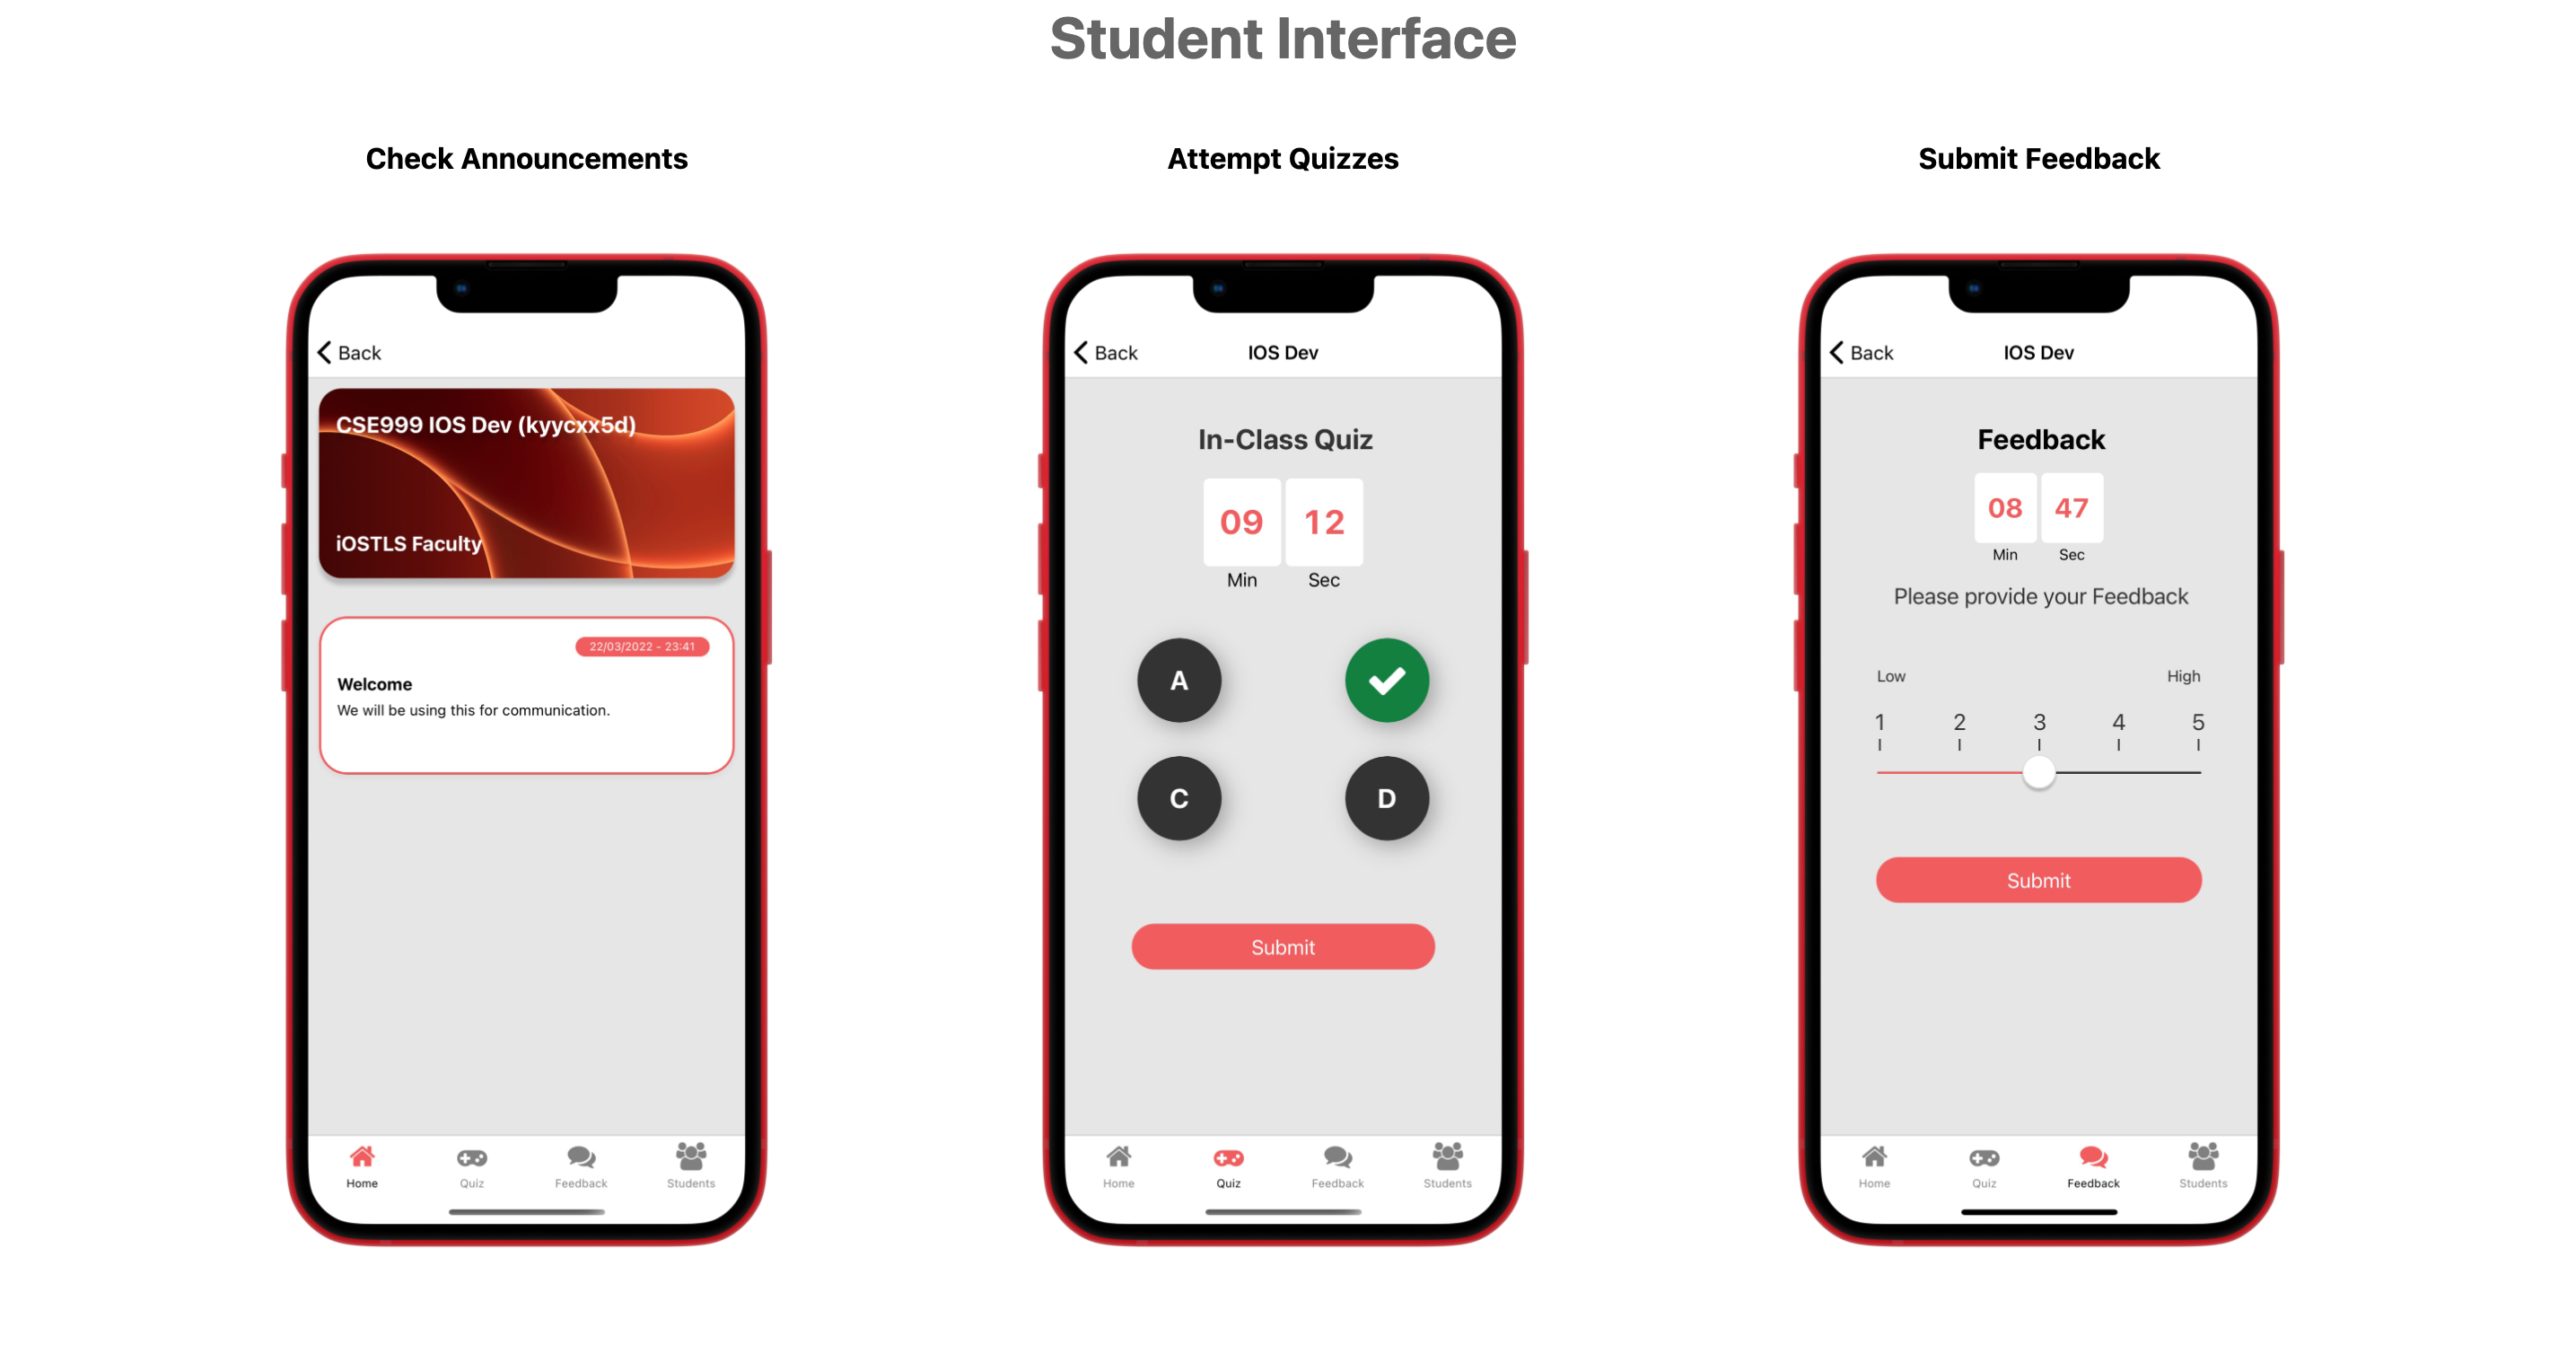 Student Interface
Check Announcements
Attempt Quizzes
Submit Feedback
Back
CSE999 IOS Dev (kyycxx5d)
iOSTLS Faculty
22/03/2022 - 23:41
Welcome
We will be using this for communication.
Home Quiz Feedback Students
Back IOS Dev
In-Class Quiz
09 12
Min Sec
A
C D
Submit
Home Quiz Feedback Students
Back IOS Dev
Feedback
08 47
Min Sec
Please provide your Feedback
Low High
1 2 3 4 5
Submit
Home Quiz Feedback Students